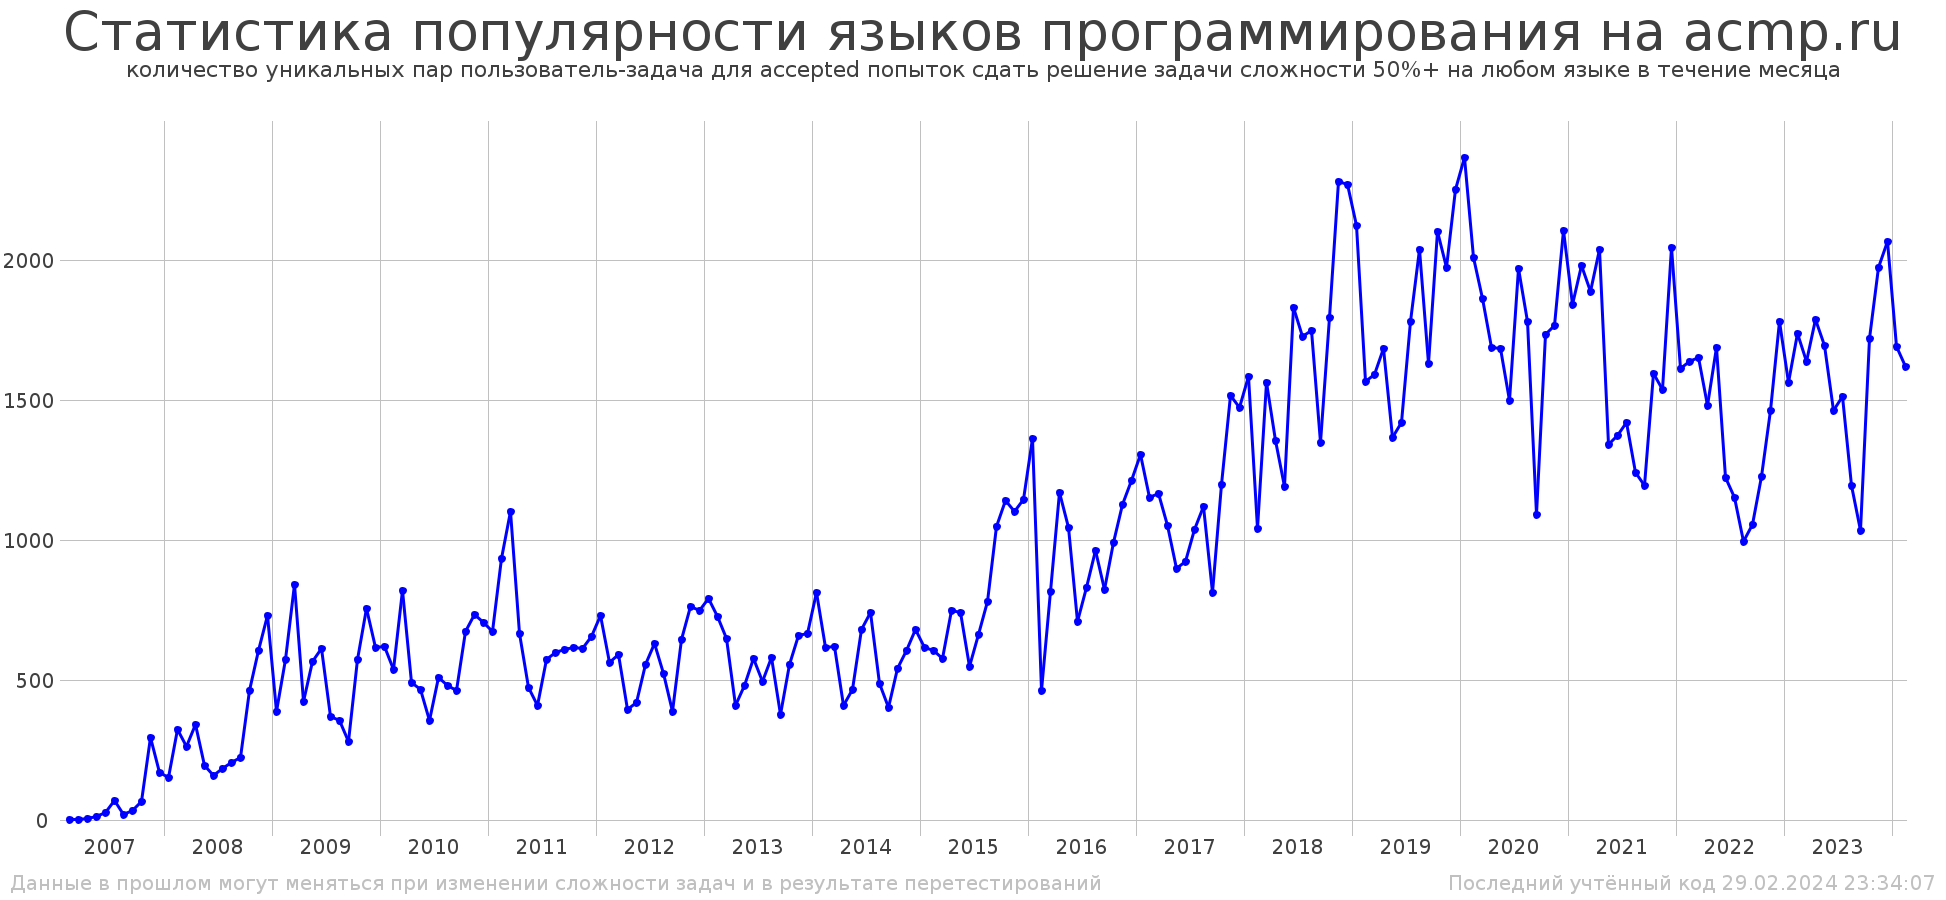 Статистика популярности языков программирования на acmp.ru
количество уникальных пар пользователь-задача для accepted попыток сдать решение задачи сложности 50%+ на любом языке в течение месяца
2000
1500
1000
500
0
2007 2008 2009 2010 2011 2012 2013 2014 2015 2016 2017 2018 2019 2020 2021 2022 2023
Данные в прошлом могут меняться при изменении сложности задач и в результате перетестирований
Последний учтённый код 29.02.2024 23:34:07